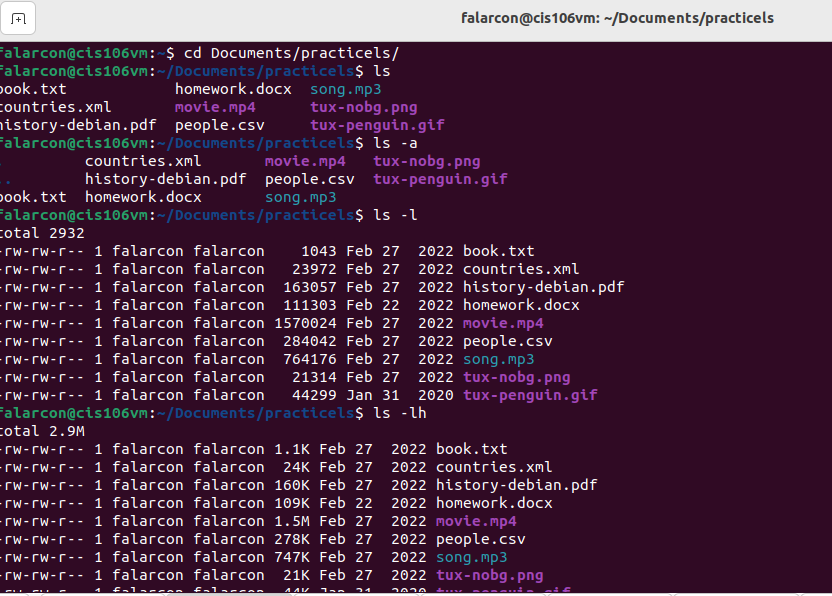 falarcon@cis106vm: ~/Documents/practicels
falarcon@cis106vm:~$ cd Documents/practicels/
falarcon@cis106vm:~/Documents/practicels$ ls
book.txt homework.docx song.mp3
countries.xml movie.mp4 tux-nobg.png
history-debian.pdf people.csv tux-penguin.gif
falarcon@cis106vm:~/Documents/practicels$ ls -a
. countries.xml movie.mp4 tux-nobg.png
.. history-debian.pdf people.csv tux-penguin.gif
book.txt homework.docx song.mp3
falarcon@cis106vm:~/Documents/practicels$ ls -l
total 2932
-rw-rw-r-- 1 falarcon falarcon 1043 Feb 27 2022 book.txt
-rw-rw-r-- 1 falarcon falarcon 23972 Feb 27 2022 countries.xml
-rw-rw-r-- 1 falarcon falarcon 163057 Feb 27 2022 history-debian.pdf
-rw-rw-r-- 1 falarcon falarcon 111303 Feb 22 2022 homework.docx
-rw-rw-r-- 1 falarcon falarcon 1570024 Feb 27 2022 movie.mp4
-rw-rw-r-- 1 falarcon falarcon 284042 Feb 27 2022 people.csv
-rw-rw-r-- 1 falarcon falarcon 764176 Feb 27 2022 song.mp3
-rw-rw-r-- 1 falarcon falarcon 21314 Feb 27 2022 tux-nobg.png
-rw-rw-r-- 1 falarcon falarcon 44299 Jan 31 2020 tux-penguin.gif
falarcon@cis106vm:~/Documents/practicels$ ls -lh
total 2.9M
-rw-rw-r-- 1 falarcon falarcon 1.1K Feb 27 2022 book.txt
-rw-rw-r-- 1 falarcon falarcon 24K Feb 27 2022 countries.xml
-rw-rw-r-- 1 falarcon falarcon 160K Feb 27 2022 history-debian.pdf
-rw-rw-r-- 1 falarcon falarcon 109K Feb 22 2022 homework.docx
-rw-rw-r-- 1 falarcon falarcon 1.5M Feb 27 2022 movie.mp4
-rw-rw-r-- 1 falarcon falarcon 278K Feb 27 2022 people.csv
-rw-rw-r-- 1 falarcon falarcon 747K Feb 27 2022 song.mp3
-rw-rw-r-- 1 falarcon falarcon 21K Feb 27 2022 tux-nobg.png
-rw-rw-r-- 1 falarcon falarcon 44K Jan 31 2020 tux-penguin.gif